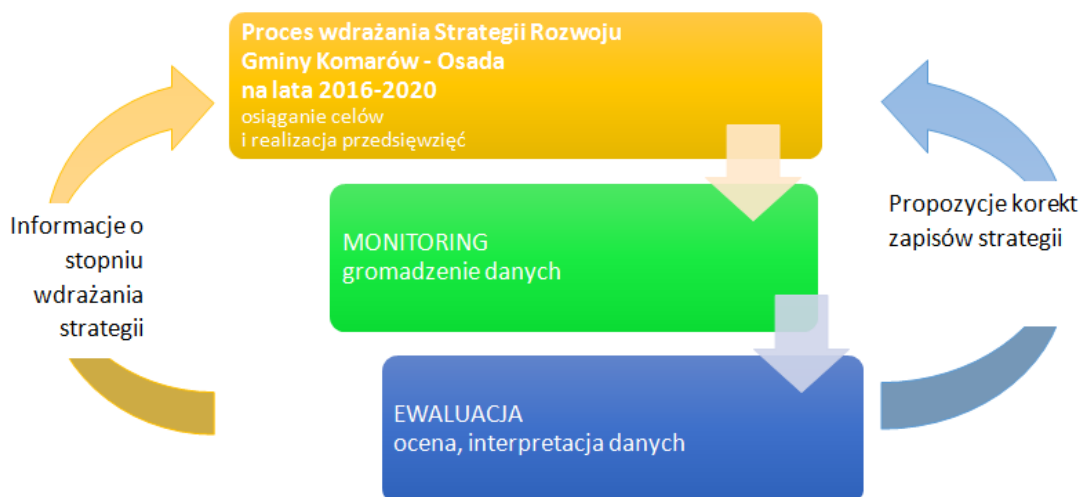 Proces wdrażania Strategii Rozwoju
Gminy Komarów - Osada
na lata 2016-2020
osiąganie celów
i realizacja przedsięwzięć
Informacje o
stopniu
wdrażania
strategii
MONITORING
gromadzenie danych
Propozycje korekt
zapisów strategii
EWALUACJA
ocena, interpretacja danych